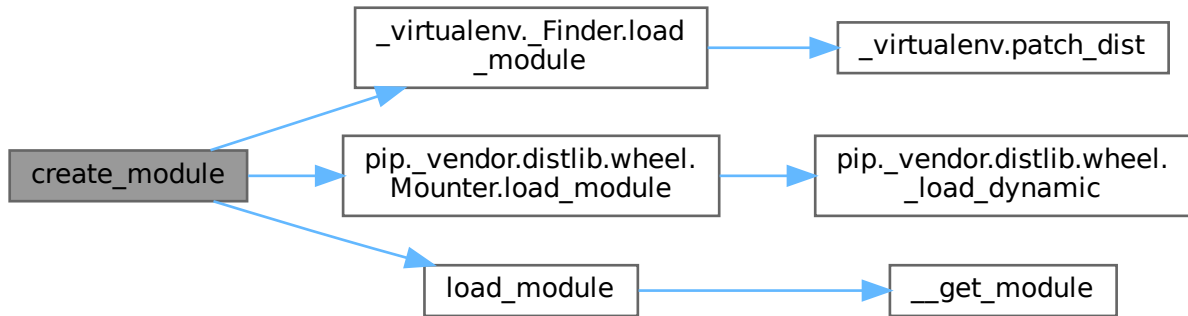 _virtualenv._Finder.load
_module
_virtualenv.patch_dist
create_module
pip._vendor.distlib.wheel.
Mounter.load_module
pip._vendor.distlib.wheel.
_load_dynamic
load_module
__get_module